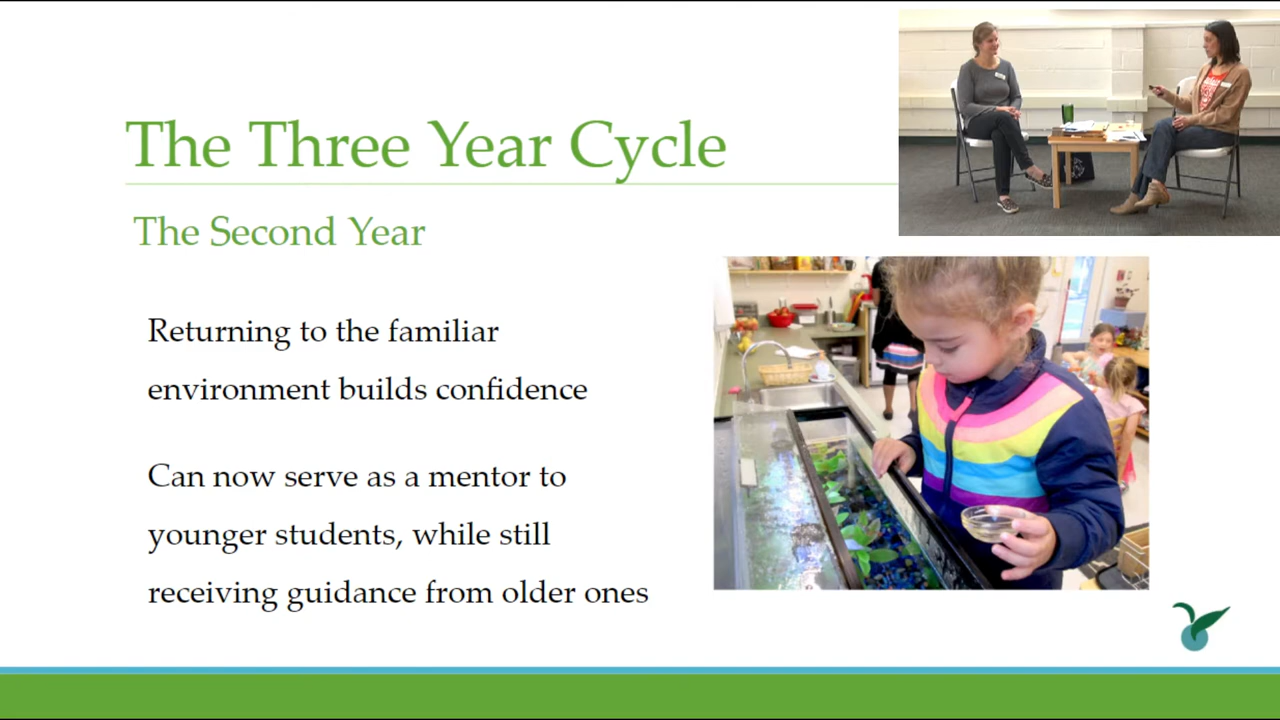 The Three Year Cycle
The Second Year
Returning to the familiar
environment builds confidence
Can now serve as a mentor to
younger students, while still
receiving guidance from older ones